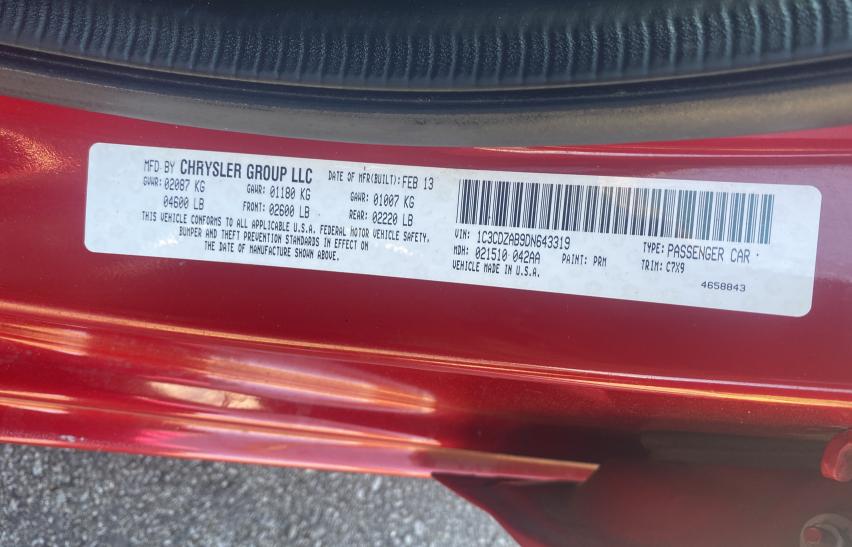 MFD BY CHRYSLER GROUP LLC DATE OF MFR(BUILT): FEB 13
GVWR: 02087 KG GAWR: 01180 KG GAWR: 01007 KG
04600 LB FRONT: 02600 LB REAR: 02220 LB
THIS VEHICLE CONFORMS TO ALL APPLICABLE U.S.A. FEDERAL MOTOR VEHICLE SAFETY,
BUMPER AND THEFT PREVENTION STANDARDS IN EFFECT ON
THE DATE OF MANUFACTURE SHOWN ABOVE.
VIN: 1C3CDZAB9DN643319 TYPE: PASSENGER CAR
MDH: 021510 042AA PAINT: PRM TRIM: C7X9
VEHICLE MADE IN U.S.A.
4658843